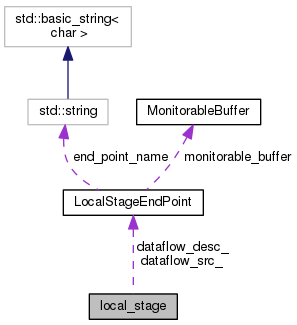 std::basic_string<
char >
std::string
MonitorableBuffer
end_point_name
monitorable_buffer
LocalStageEndPoint
dataflow_desc_
dataflow_src_
local_stage